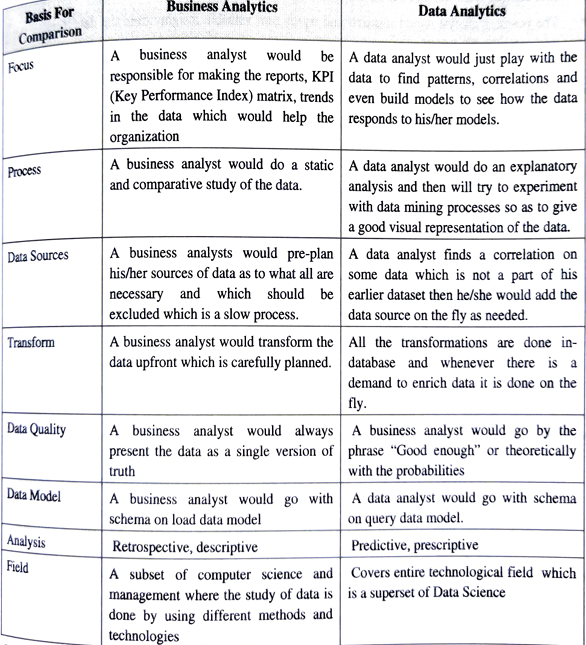 Basis For
Comparison
Business Analytics
Data Analytics
Focus
A business analyst would be
responsible for making the reports, KPI
(Key Performance Index) matrix, trends
in the data which would help the
organization
A data analyst would just play with the
data to find patterns, correlations and
even build models to see how the data
responds to his/her models.
Process
A business analyst would do a static
and comparative study of the data.
A data analyst would do an explanatory
analysis and then will try to experiment
with data mining processes so as to give
a good visual representation of the data.
Data Sources
A business analysts would pre-plan
his/her sources of data as to what all are
necessary and which should be
excluded which is a slow process.
A data analyst finds a correlation on
some data which is not a part of his
earlier dataset then he/she would add the
data source on the fly as needed.
Transform
A business analyst would transform the
data upfront which is carefully planned.
All the transformations are done in-
database and whenever there is a
demand to enrich data it is done on the
fly.
Data Quality
A business analyst would always
present the data as a single version of
truth
A business analyst would go by the
phrase “Good enough” or theoretically
with the probabilities
Data Model
A business analyst would go with
schema on load data model
A data analyst would go with schema
on query data model.
Analysis
Retrospective, descriptive
Predictive, prescriptive
Field
A subset of computer science and
management where the study of data is
done by using different methods and
technologies
Covers entire technological field which
is a superset of Data Science